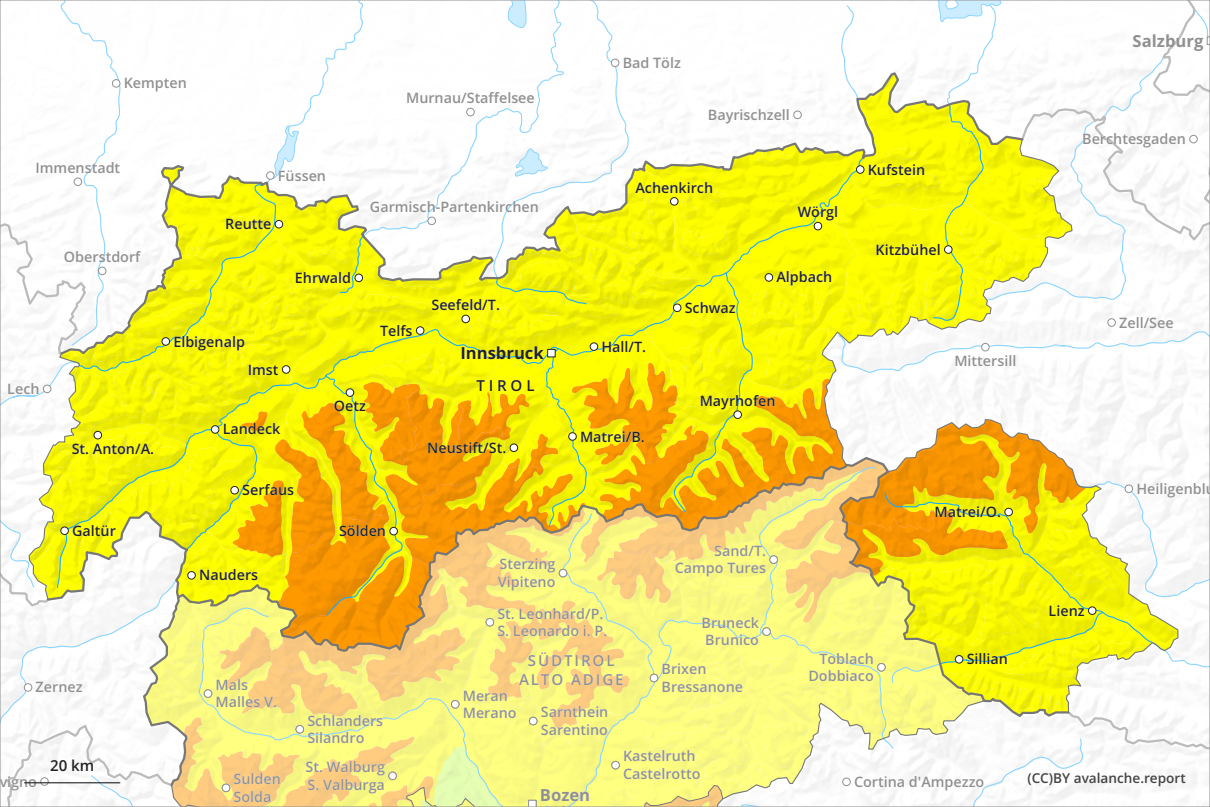 Salzburg
Bad Tölz
Kempten
Murnau/Staffelsee
Bayrischzell
Berchtesgaden
Immenstadt
Füssen
Kufstein
Achenkirch
Garmisch-Partenkirchen
Wörgl
Reutte
Kitzbühel
Oberstdorf
Ehrwald
Alpbach
Seefeld/T.
Schwaz
Telfs
Zell/See
Elbigenalp
Innsbruck
Hall/T.
Mittersill
Imst
TIROL
Lech
Oetz
Mayrhofen
Landeck
Matrei/B.
St. Anton/A.
Neustift/St.
Serfaus
Heiligenblu
Matrei/O.
Galtür
Sölden
Sand/T.
Campo Tures
Sterzing
Vipiteno
Nauders
St. Leonhard/P.
S. Leonardo i. P.
Lienz
Bruneck
Brunico
SÜDTIROL
ALTO ADIGE
Toblach
Dobbiaco
Sillian
Brixen
Bressanone
Zernez
Mals
Malles V.
Meran
Merano
Sarnthein
Sarentino
Schlanders
Silandro
Kastelruth
Castelrotto
20 km
St. Walburg
S. Valburga
vigno
Sulden
Solda
Cortina d'Ampezzo
(CC)BY avalanche.report
Bozen